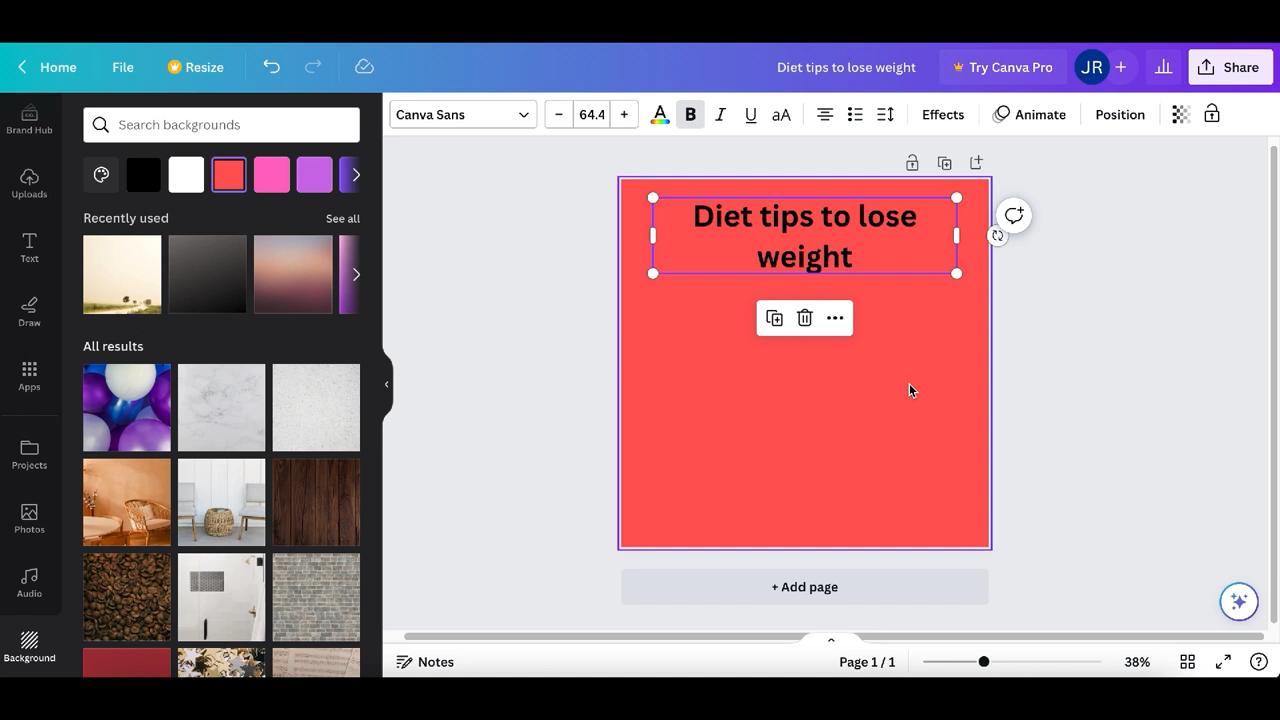 Home
File
Resize
Diet tips to lose weight
Try Canva Pro
JR
Share
Brand Hub
Uploads
Text
Draw
Apps
Projects
Photos
Audio
Background
Search backgrounds
Recently used
See all
All results
Canva Sans
64.4
A
B
I
U
aA
Effects
Animate
Position
Diet tips to lose
weight
+ Add page
Notes
Page 1 / 1
38%